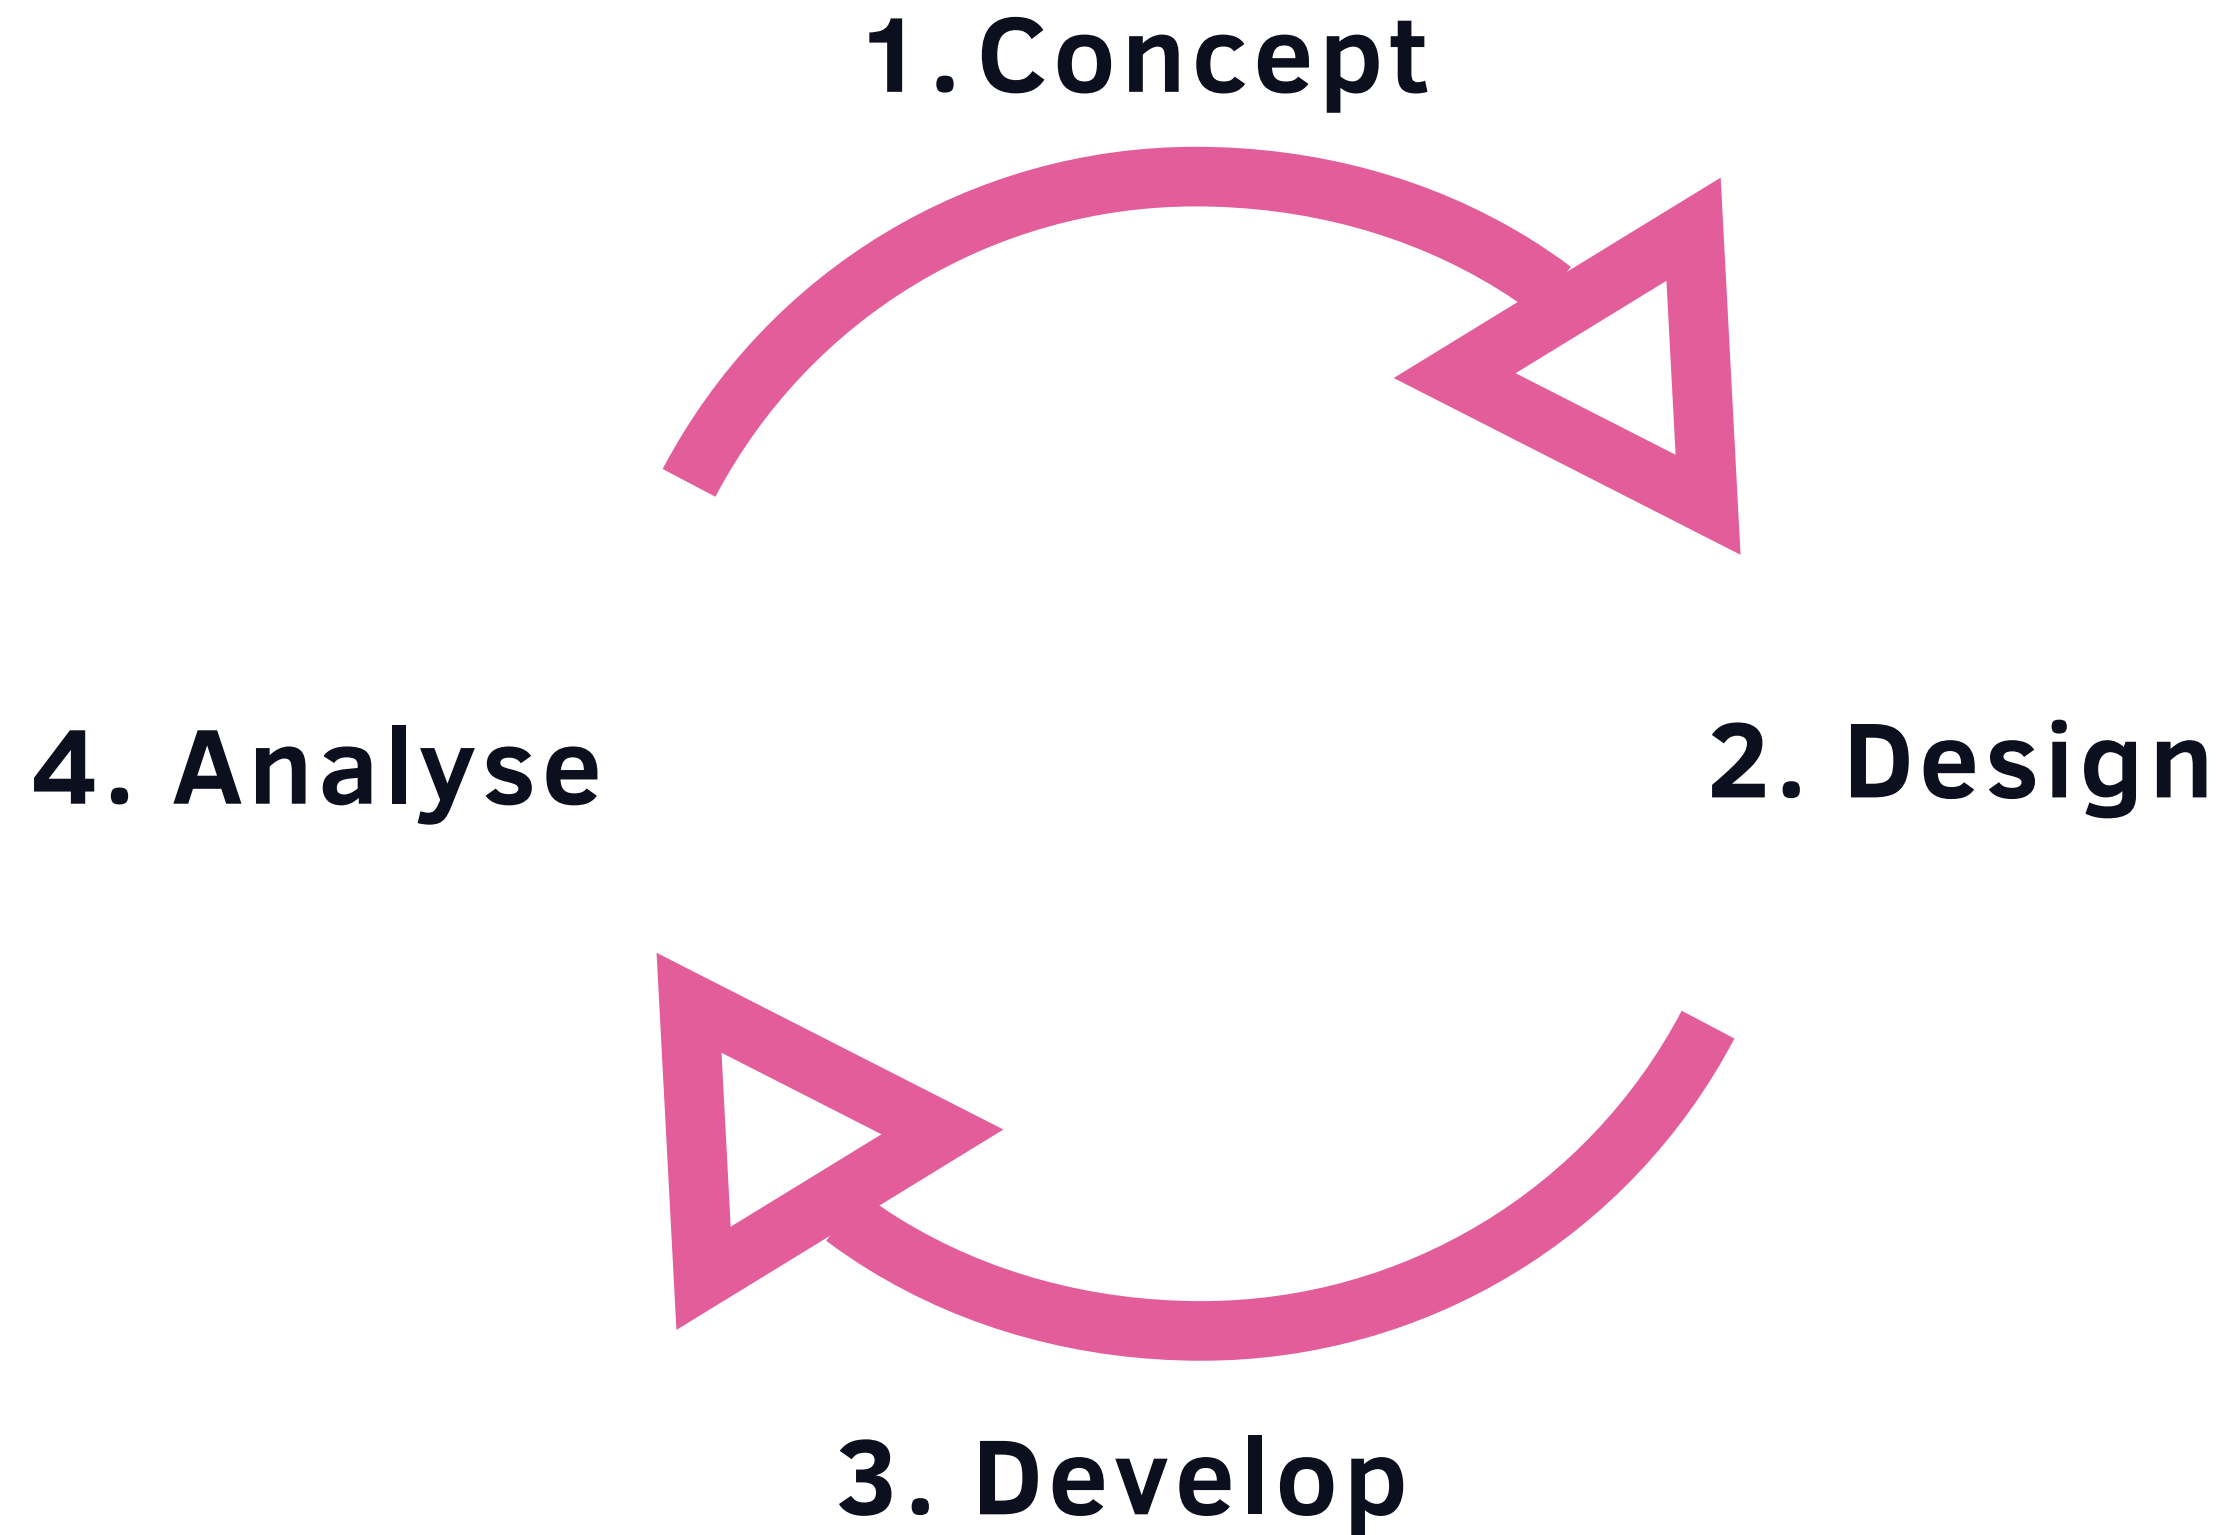 1. Concept
2. Design
3. Develop
4. Analyse